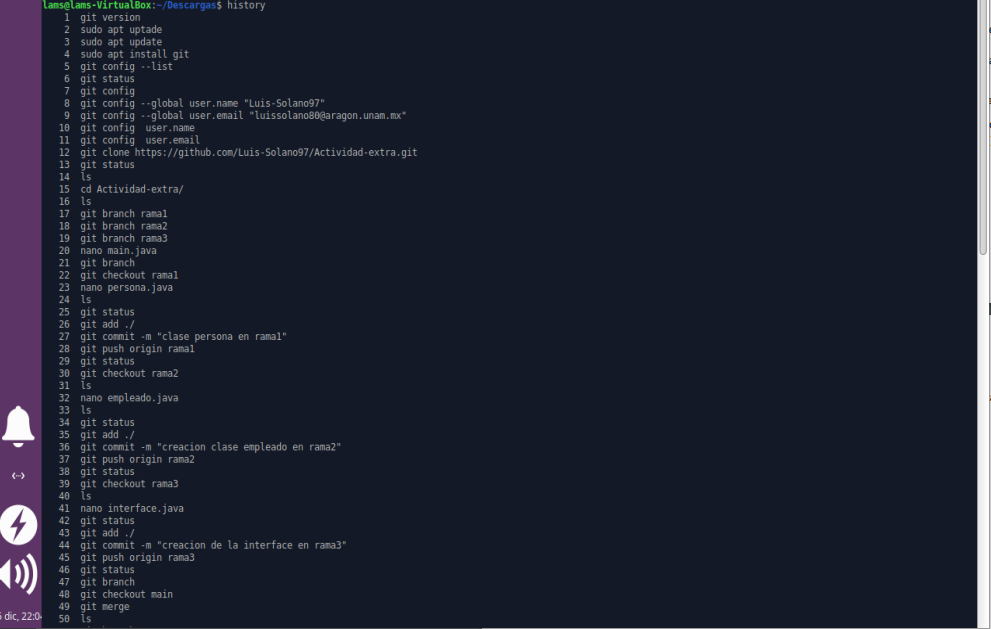 lams@lams-VirtualBox:~/Descargas$ history
1 git version
2 sudo apt uptade
3 sudo apt update
4 sudo apt install git
5 git config --list
6 git status
7 git config
8 git config --global user.name "Luis-Solano97"
9 git config --global user.email "luissolano80@aragon.unam.mx"
10 git config  user.name
11 git config  user.email
12 git clone https://github.com/Luis-Solano97/Actividad-extra.git
13 git status
14 ls
15 cd Actividad-extra/
16 ls
17 git branch rama1
18 git branch rama2
19 git branch rama3
20 nano main.java
21 git branch
22 git checkout rama1
23 nano persona.java
24 ls
25 git status
26 git add ./
27 git commit -m "clase persona en rama1"
28 git push origin rama1
29 git status
30 git checkout rama2
31 ls
32 nano empleado.java
33 ls
34 git status
35 git add ./
36 git commit -m "creacion clase empleado en rama2"
37 git push origin rama2
38 git status
39 git checkout rama3
40 ls
41 nano interface.java
42 git status
43 git add ./
44 git commit -m "creacion de la interface en rama3"
45 git push origin rama3
46 git status
47 git branch
48 git checkout main
49 git merge
50 ls
dic, 22:0